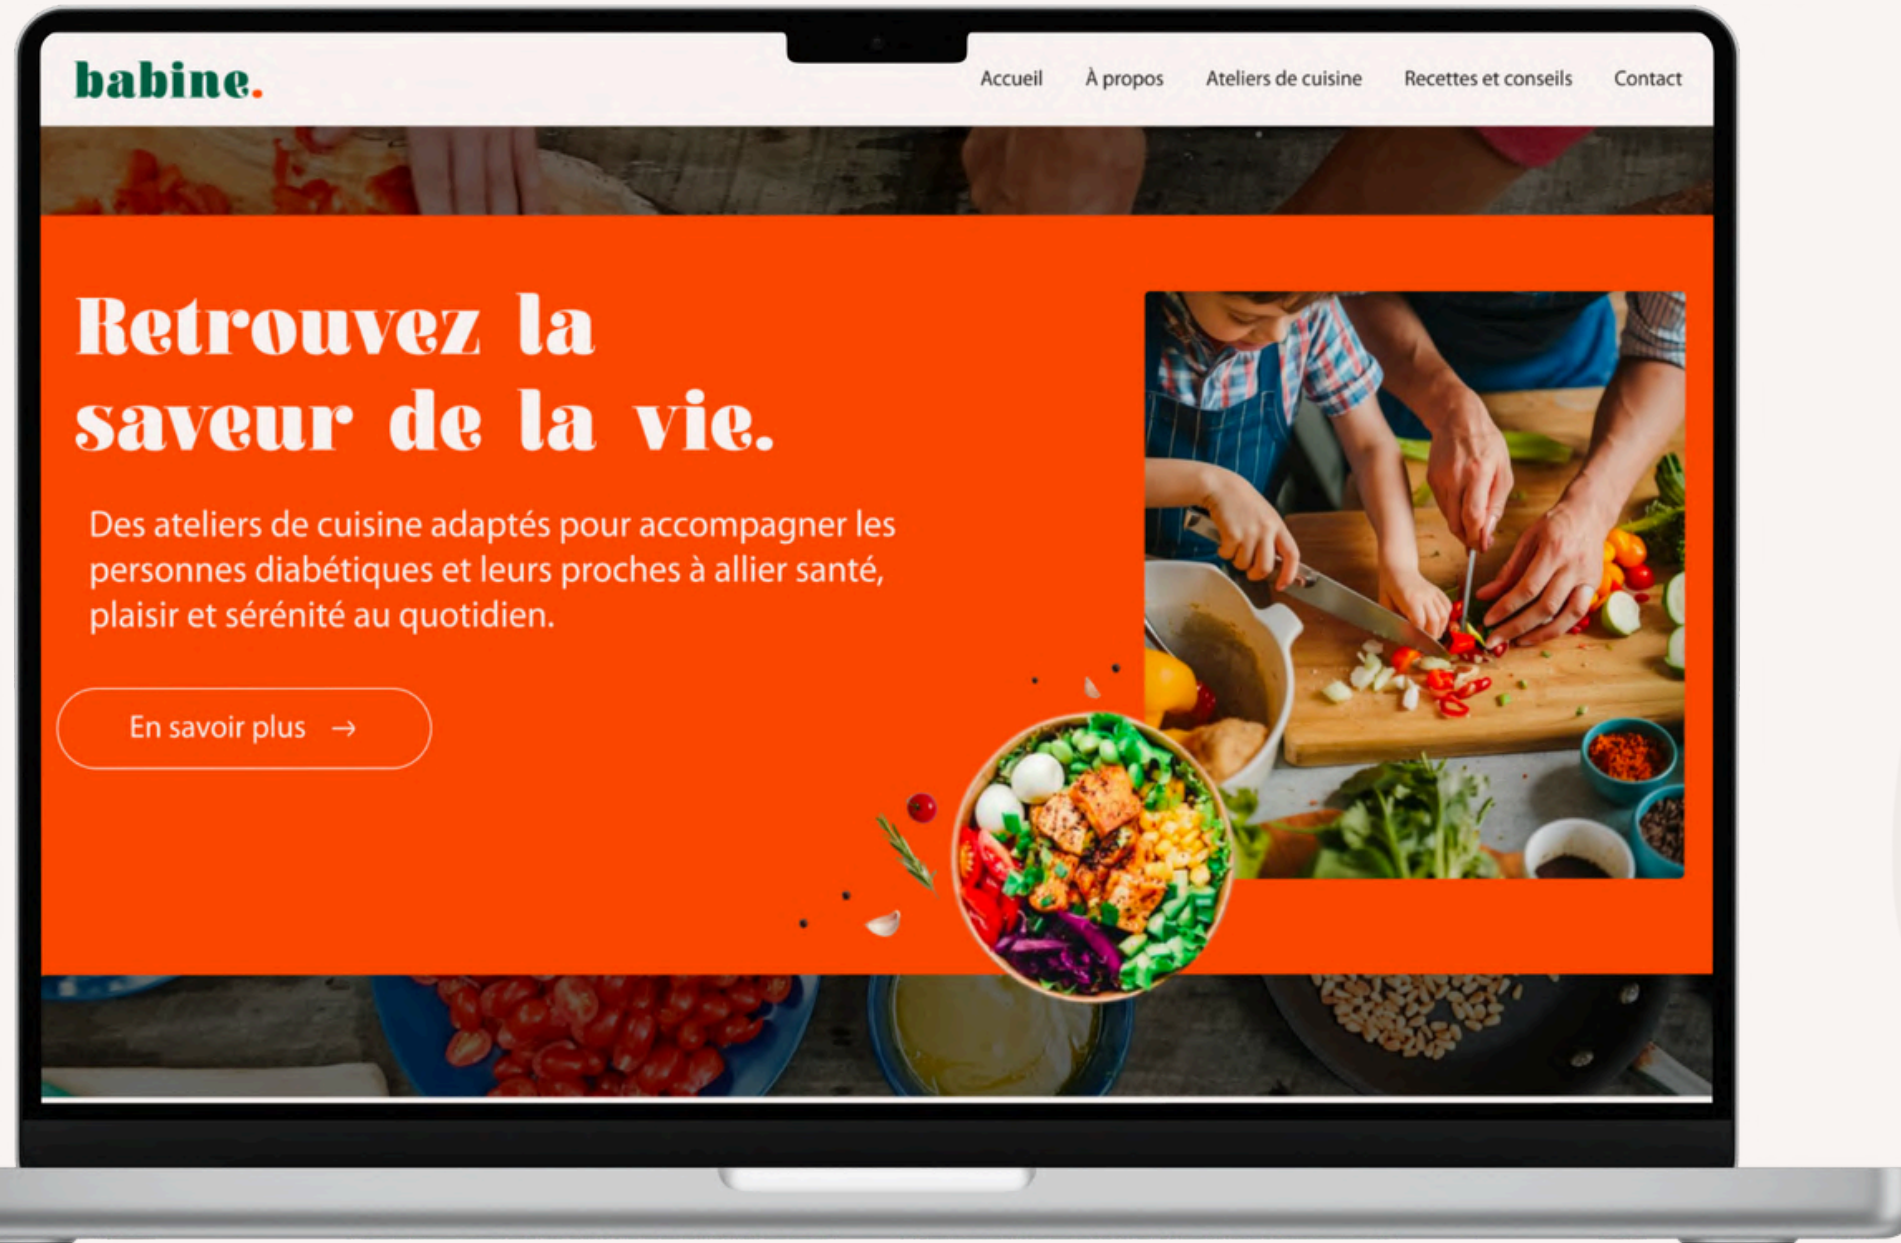 babine.
Accueil À propos Ateliers de cuisine Recettes et conseils Contact
Retrouvez la
saveur de la vie.
Des ateliers de cuisine adaptés pour accompagner les
personnes diabétiques et leurs proches à allier santé,
plaisir et sérénité au quotidien.
En savoir plus →